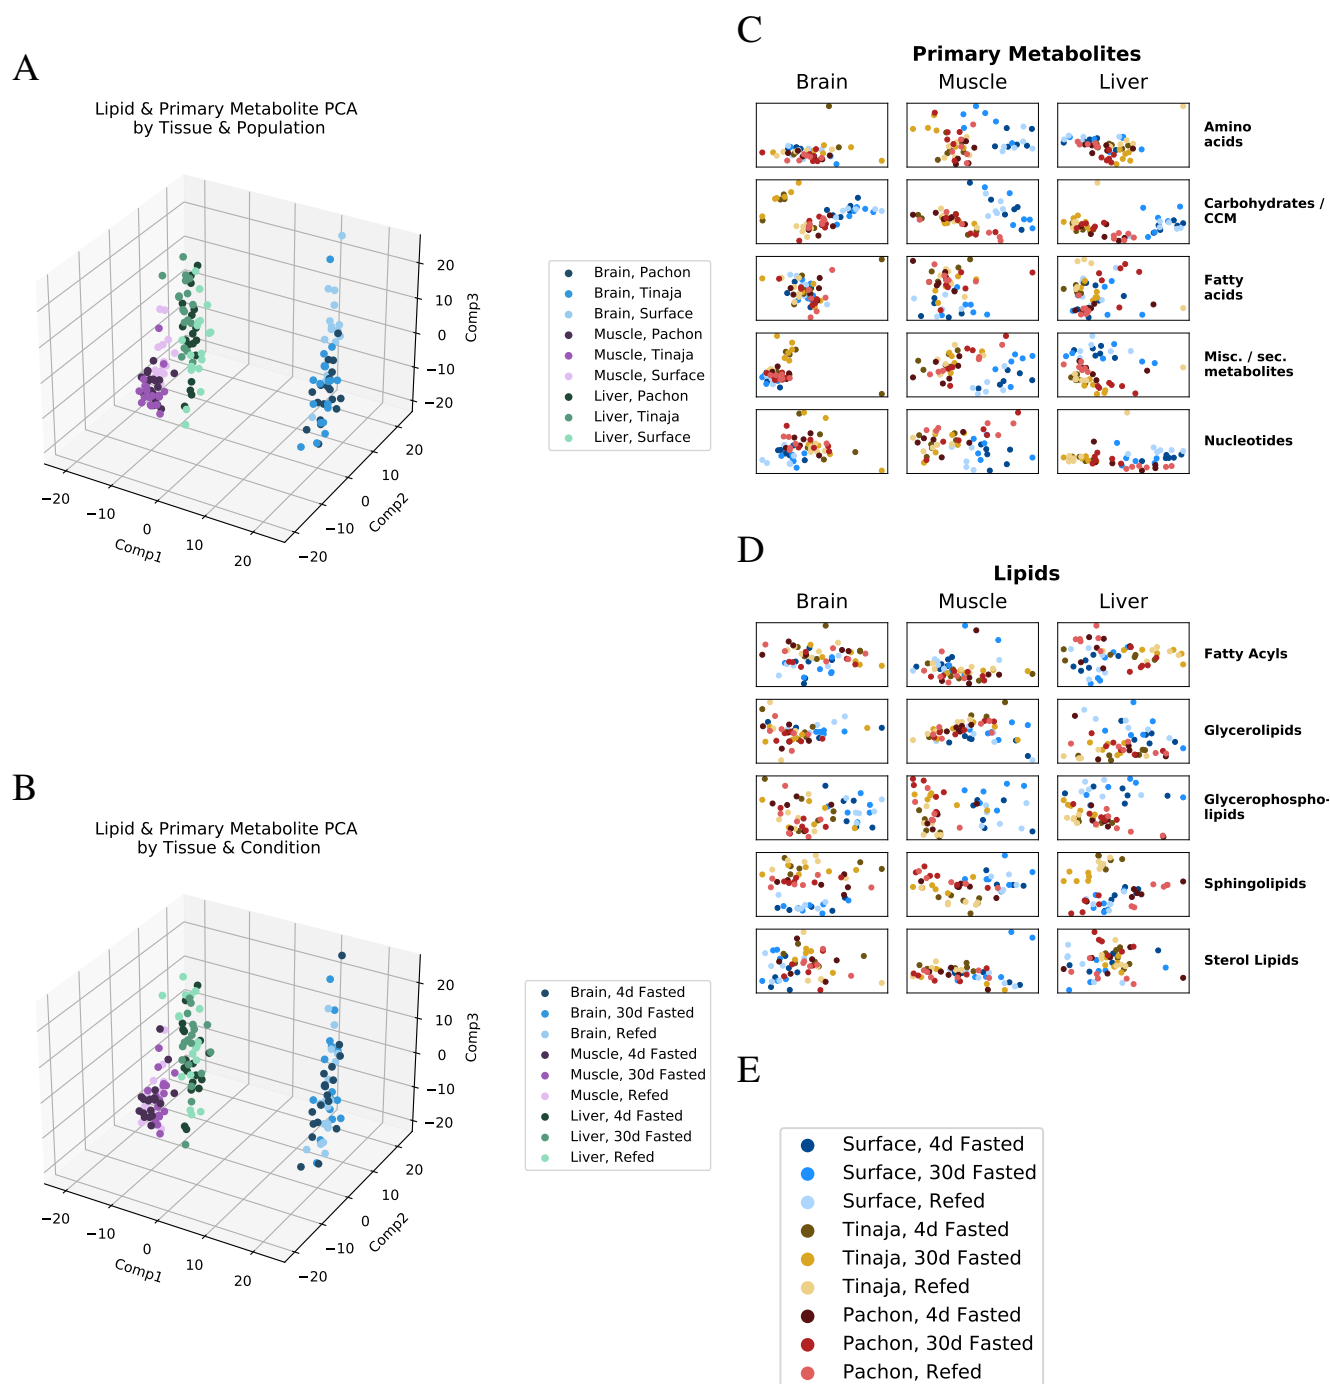 A
Lipid & Primary Metabolite PCA
by Tissue & Population
20
10
0
−10
−20
Comp3
−20
−10
0
10
20
Comp1
−20
−10
0
10
20
Comp2
Brain, Pachon
Brain, Tinaja
Brain, Surface
Muscle, Pachon
Muscle, Tinaja
Muscle, Surface
Liver, Pachon
Liver, Tinaja
Liver, Surface
B
Lipid & Primary Metabolite PCA
by Tissue & Condition
20
10
0
−10
−20
Comp3
−20
−10
0
10
20
Comp1
−20
−10
0
10
20
Comp2
Brain, 4d Fasted
Brain, 30d Fasted
Brain, Refed
Muscle, 4d Fasted
Muscle, 30d Fasted
Muscle, Refed
Liver, 4d Fasted
Liver, 30d Fasted
Liver, Refed
C
Primary Metabolites
Brain Muscle Liver
Amino
acids
Carbohydrates /
CCM
Fatty
acids
Misc. / sec.
metabolites
Nucleotides
D
Lipids
Brain Muscle Liver
Fatty Acyls
Glycerolipids
Glycerophospho-
lipids
Sphingolipids
Sterol Lipids
E
Surface, 4d Fasted
Surface, 30d Fasted
Surface, Refed
Tinaja, 4d Fasted
Tinaja, 30d Fasted
Tinaja, Refed
Pachon, 4d Fasted
Pachon, 30d Fasted
Pachon, Refed